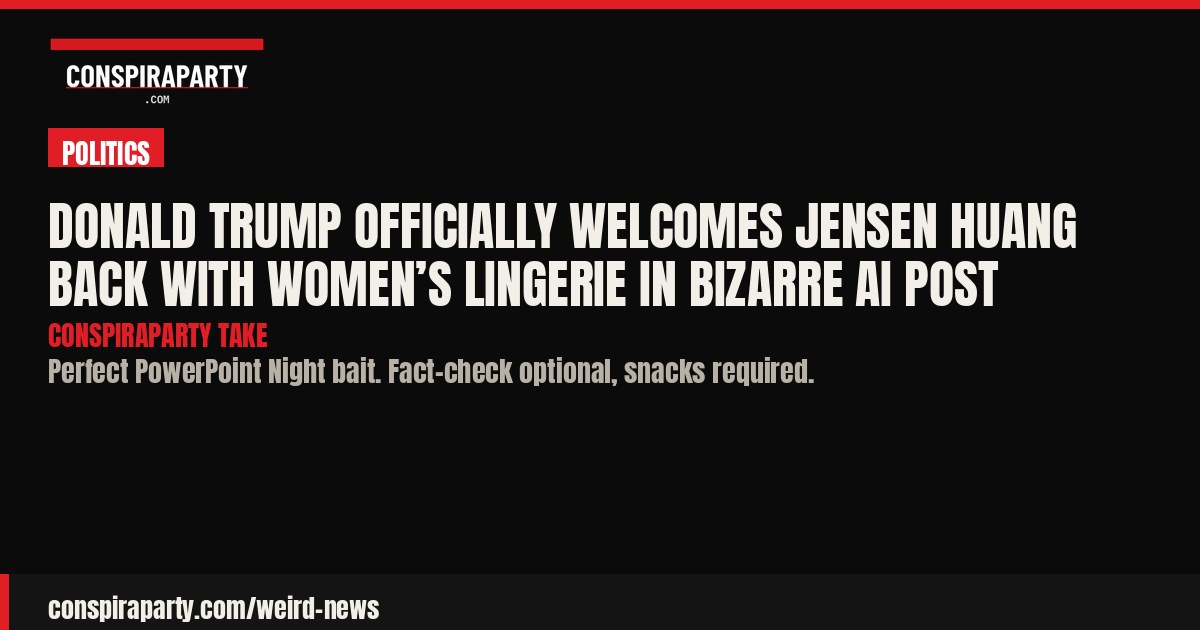 CONSPIRAPARTY
.COM
POLITICS
DONALD TRUMP OFFICIALLY WELCOMES JENSEN HUANG
BACK WITH WOMEN’S LINGERIE IN BIZARRE AI POST
CONSPIRAPARTY TAKE
Perfect PowerPoint Night bait. Fact-check optional, snacks required.
conspiraparty.com/weird-news